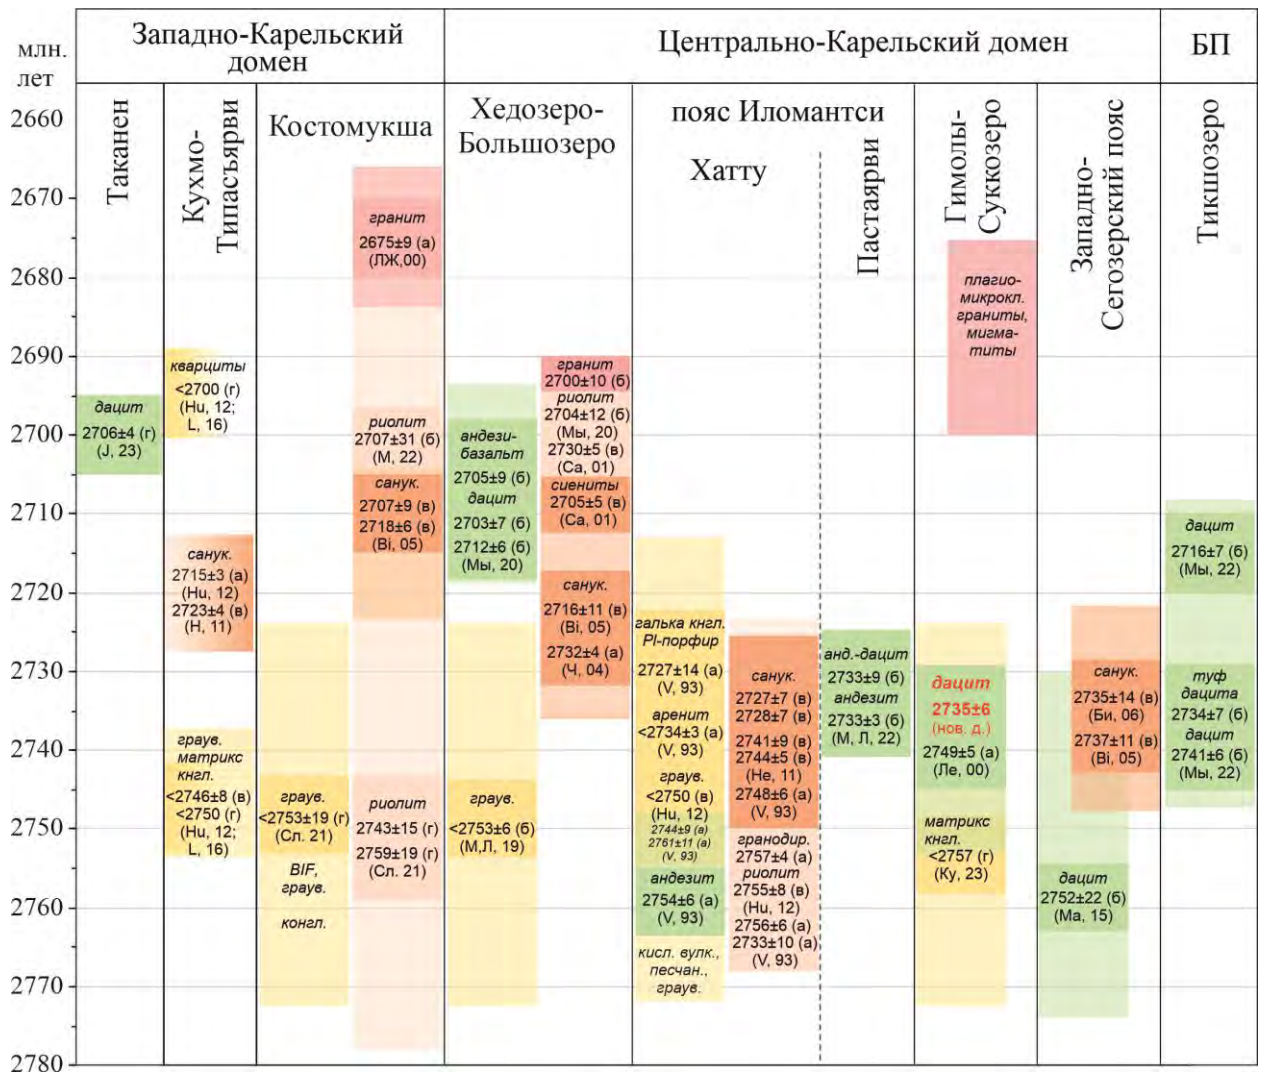 млн.
лет
Западно-Карельский
домен
Центрально-Карельский домен
БП
Таканен
Кухмо-
Типасъярви
Костомукша
Хедозеро-
Большозеро
пояс Иломантси
Хатту
Пастаярви
Гимолы-
Суккозеро
Западно-
Сегозерский пояс
Тикшозеро
2660
2670
2680
2690
2700
2710
2720
2730
2740
2750
2760
2770
2780
дацит
2706±4 (г)
(J, 23)
кварциты
<2700 (г)
(Hu, 12;
L, 16)
санук.
2715±3 (а)
(Hu, 12)
2723±4 (в)
(H, 11)
граув.
матрикс
кнгл.
<2746±8 (в)
<2750 (г)
(Hu, 12;
L, 16)
граув.
<2753±19 (г)
(Сл. 21)
BIF,
граув.
конгл.
гранит
2675±9 (а)
(ЛЖ,00)
риолит
2707±31 (б)
(М, 22)
санук.
2707±9 (в)
2718±6 (в)
(Bi, 05)
риолит
2743±15 (г)
2759±19 (г)
(Сл. 21)
андези-
базальт
2705±9 (б)
дацит
2703±7 (б)
2712±6 (б)
(Мы, 20)
граув.
<2753±6 (б)
(М,Л, 19)
гранит
2700±10 (б)
риолит
2704±12 (б)
(Мы, 20)
2730±5 (в)
(Са, 01)
сиениты
2705±5 (в)
(Са, 01)
санук.
2716±11 (в)
(Bi, 05)
2732±4 (а)
(Ч, 04)
галька кнгл.
Pl-порфир
2727±14 (а)
(V, 93)
аренит
<2734±3 (а)
(V, 93)
граув.
<2750 (в)
(Hu, 12)
2744±9 (а)
2761±11 (а)
(V, 93)
андезит
2754±6 (а)
(V, 93)
кисл. вулк.,
песчан.,
граув.
санук.
2727±7 (в)
2728±7 (в)
2741±9 (в)
2744±5 (в)
(He, 11)
2748±6 (а)
(V, 93)
гранодир.
2757±4 (а)
риолит
2755±8 (в)
(Hu, 12)
2756±6 (а)
2733±10 (а)
(V, 93)
анд.-дацит
2733±9 (б)
андезит
2733±3 (б)
(М, Л, 22)
плагио-
микрокл.
граниты,
мигма-
титы
дацит
2735±6
(нов. д.)
2749±5 (а)
(Ле, 00)
матрикс
кнгл.
<2757 (г)
(Ку, 23)
санук.
2735±14 (в)
(Би, 06)
2737±11 (в)
(Bi, 05)
дацит
2752±22 (б)
(Ма, 15)
дацит
2716±7 (б)
(Мы, 22)
туф
дацита
2734±7 (б)
дацит
2741±6 (б)
(Мы, 22)